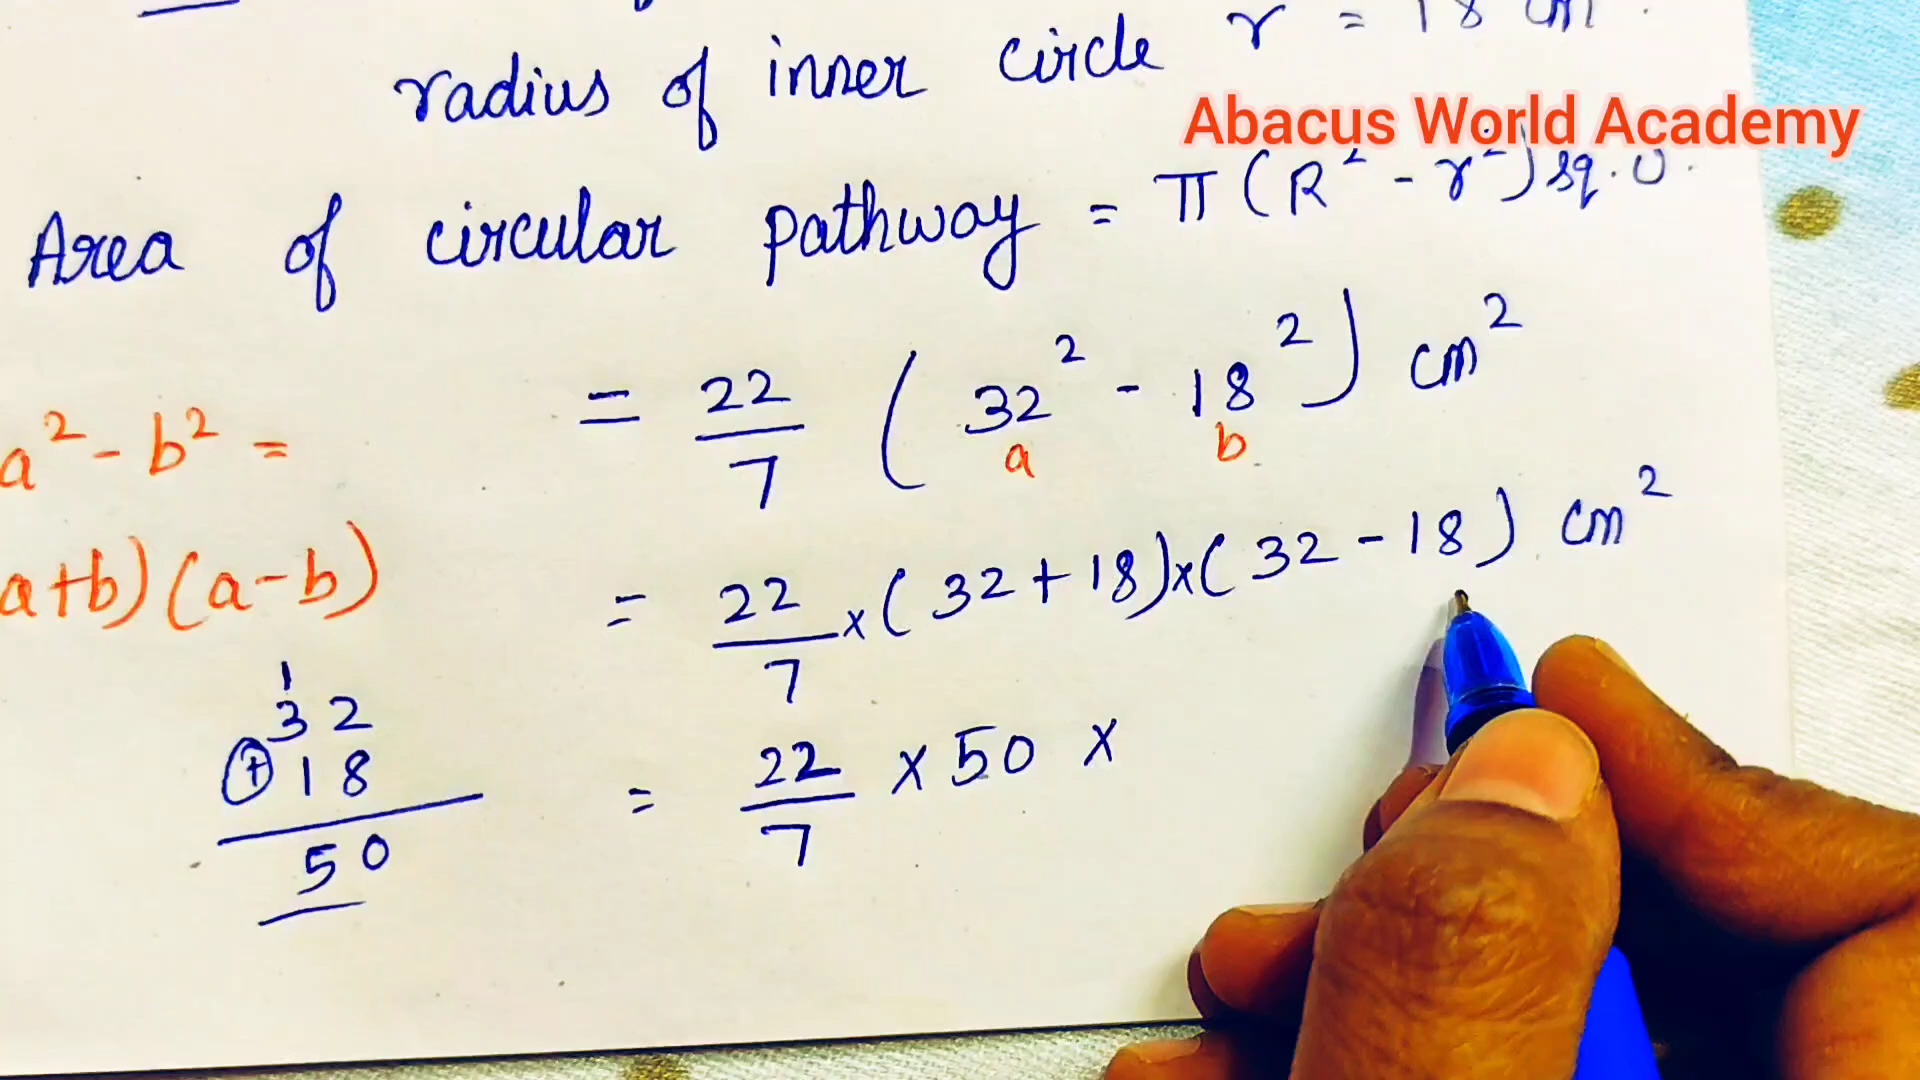 radius of inner circle r = 18 cm.
Abacus World Academy
Area of circular pathway = π (R² - r²) sq. U.
= 22/7 (32² - 18²) cm²
a b
a² - b² =
a+b) (a-b)
= 22/7 × (32 + 18) × (32 - 18) cm²
1
32
+ 18
50
= 22/7 × 50 ×